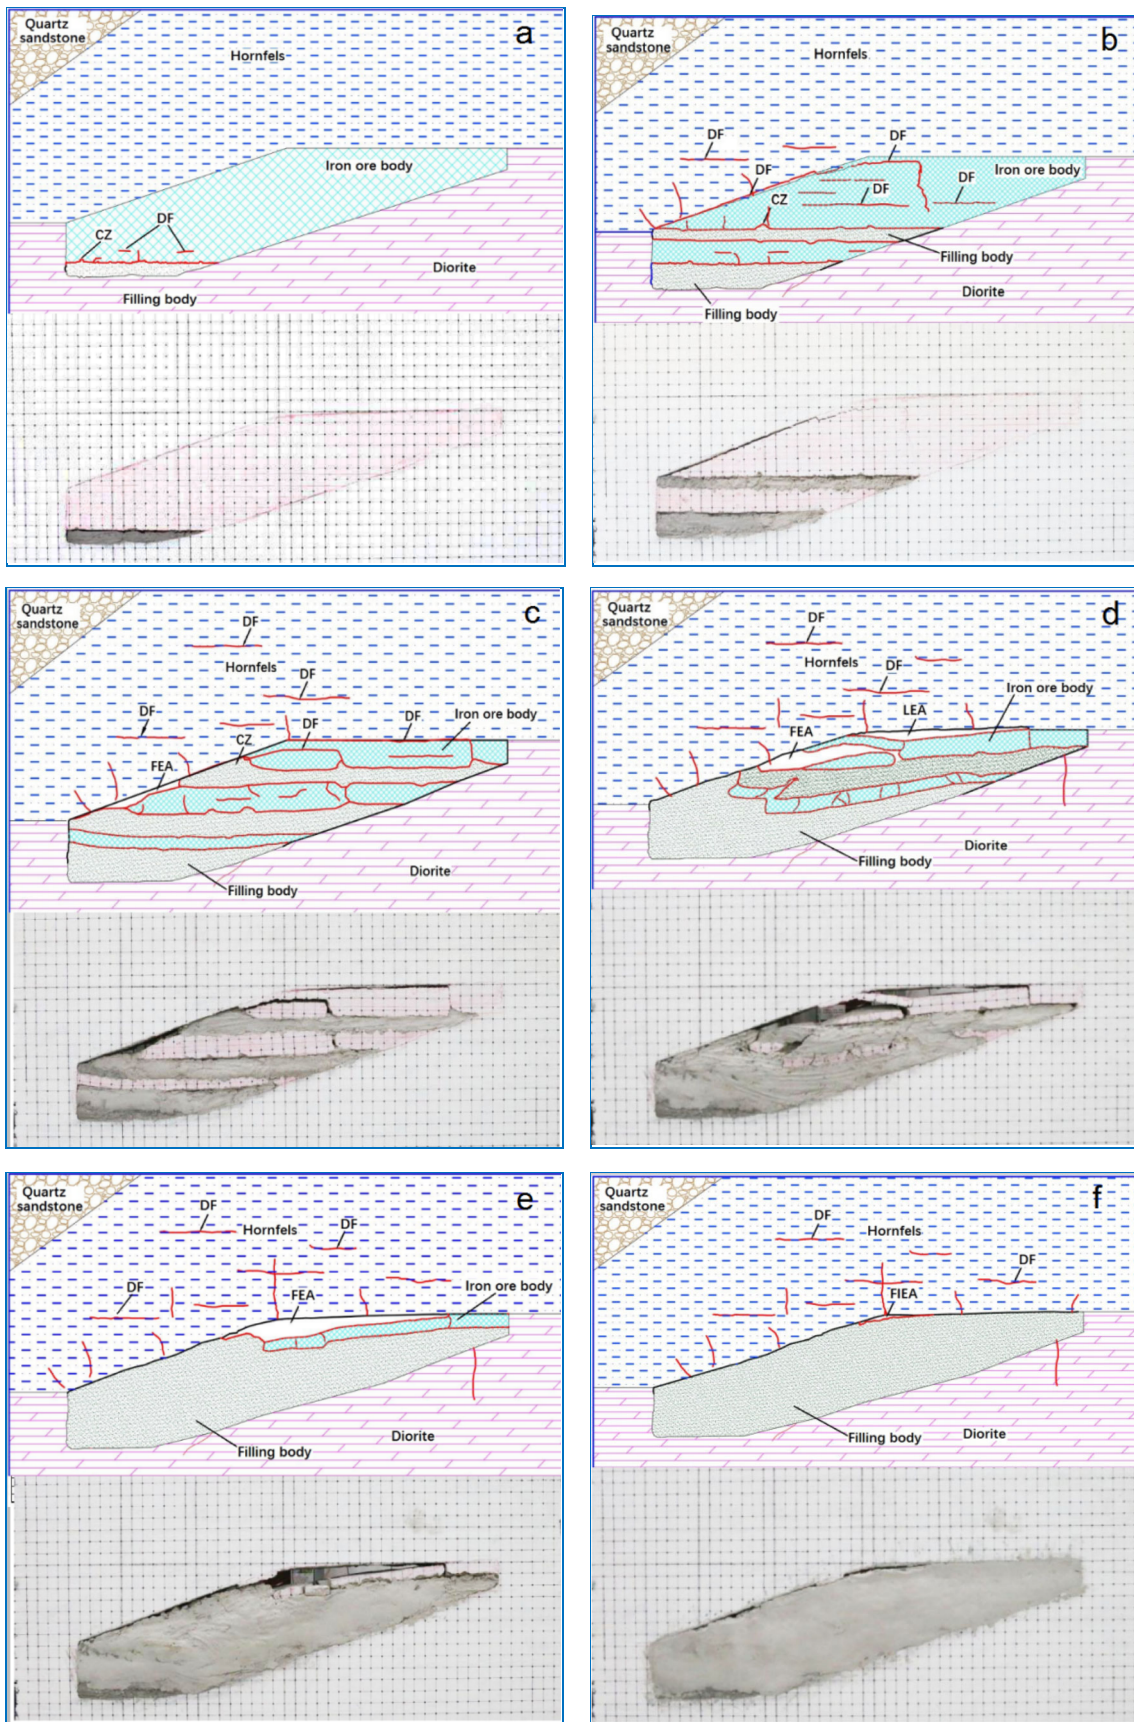 a
Quartz
sandstone
Hornfels
Iron ore body
DF
CZ
Diorite
Filling body
b
Quartz
sandstone
Hornfels
DF
DF
DF
Iron ore body
DF
DF
CZ
Filling body
Diorite
Filling body
c
Quartz
sandstone
DF
Hornfels
DF
DF
DF
DF
Iron ore body
CZ
FEA
Diorite
Filling body
d
Quartz
sandstone
DF
Hornfels
DF
Iron ore body
LEA
FEA
Diorite
Filling body
e
Quartz
sandstone
DF
Hornfels
DF
DF
FEA
Iron ore body
Diorite
Filling body
f
Quartz
sandstone
DF
Hornfels
DF
FIEA
Filling body
Diorite